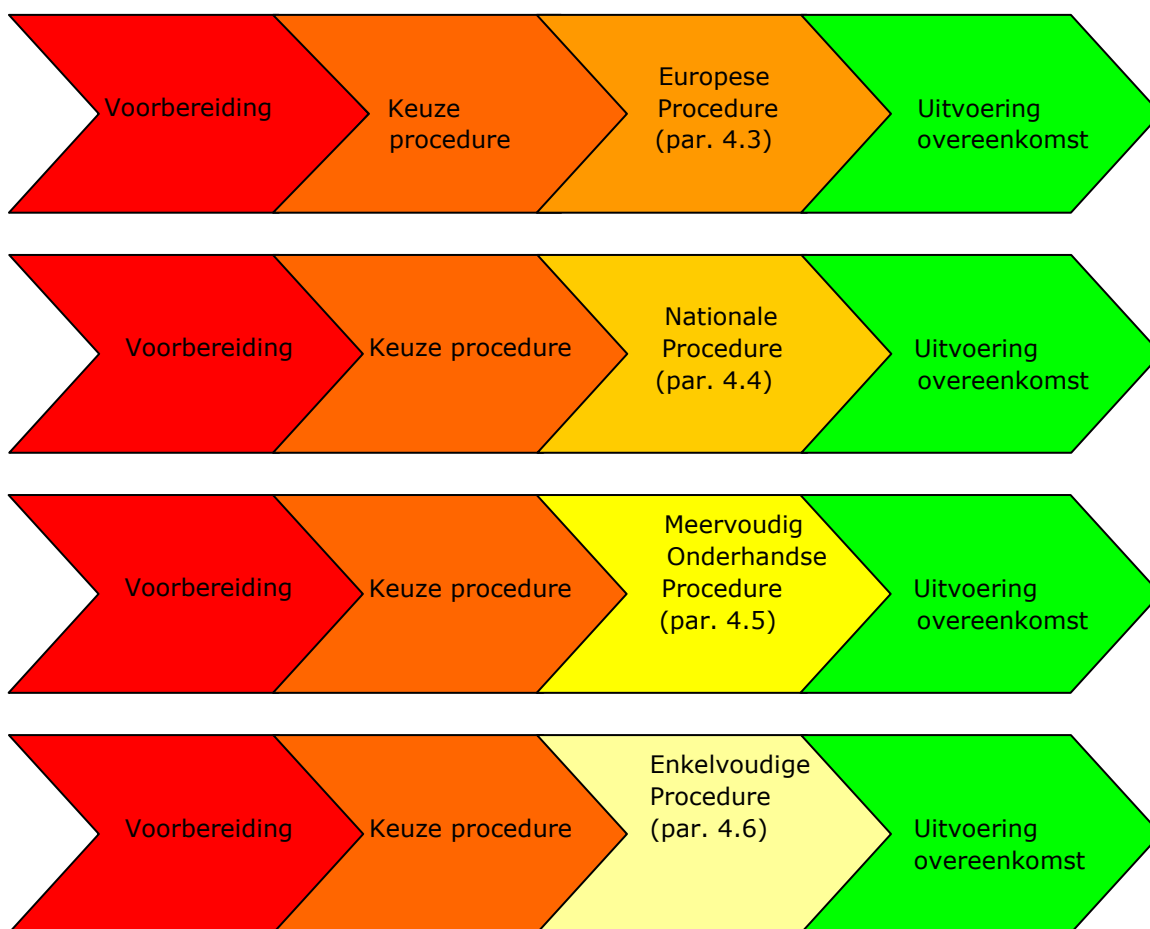 Voorbereiding
Keuze
procedure
Europese
Procedure
(par. 4.3)
Uitvoering
overeenkomst
Voorbereiding
Keuze procedure
Nationale
Procedure
(par. 4.4)
Uitvoering
overeenkomst
Voorbereiding
Keuze procedure
Meervoudig
Onderhandse
Procedure
(par. 4.5)
Uitvoering
overeenkomst
Voorbereiding
Keuze procedure
Enkelvoudige
Procedure
(par. 4.6)
Uitvoering
overeenkomst